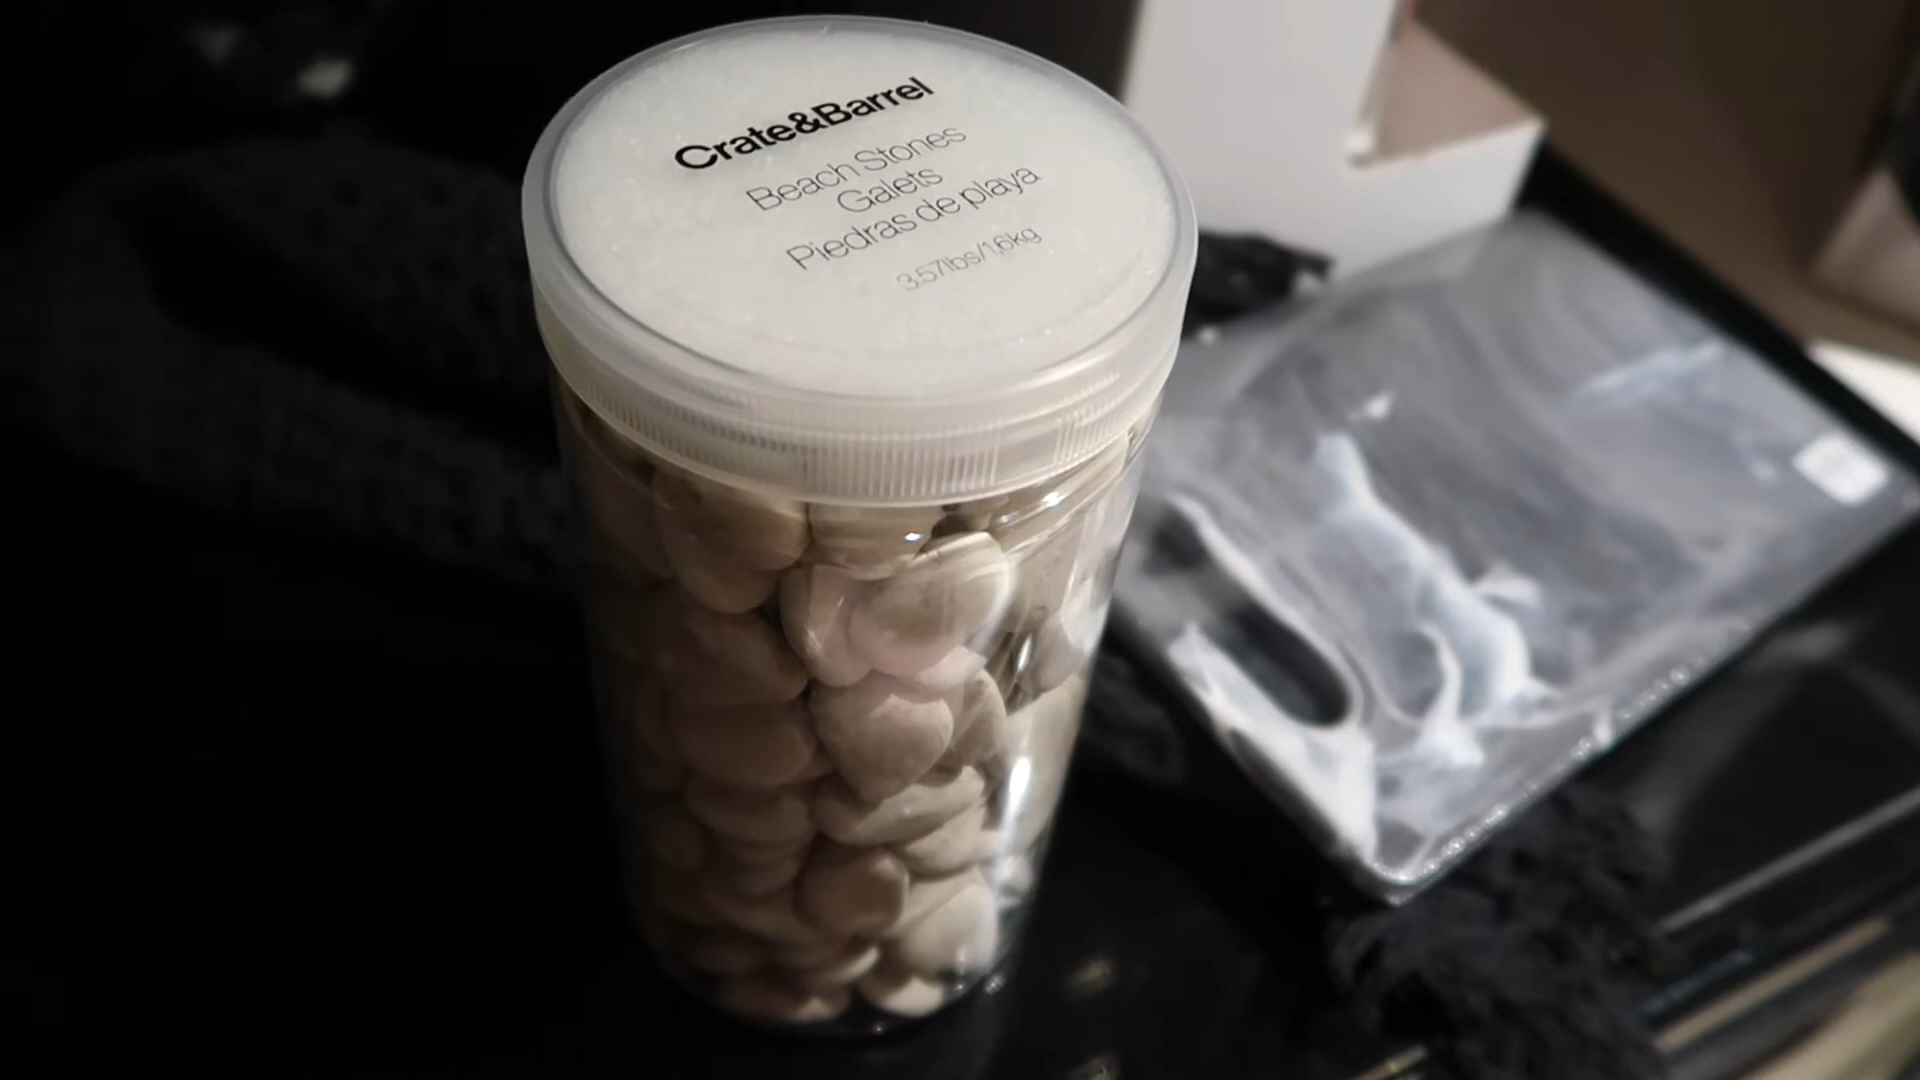 Crate&Barrel
Beach Stones
Galets
Piedras de playa
3.57lbs/1.6kg